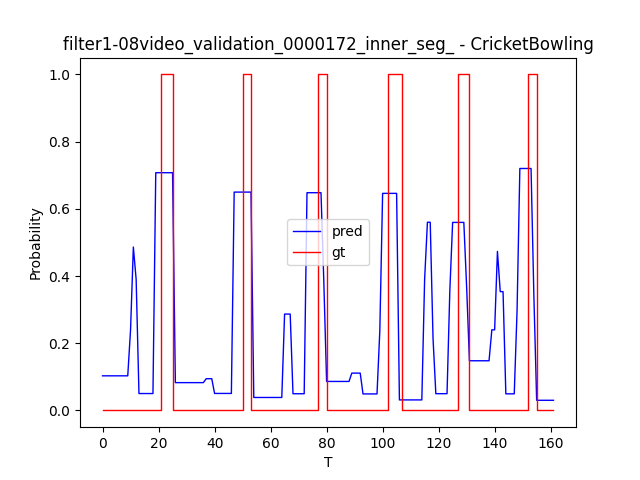 filter1-08video_validation_0000172_inner_seg_ - CricketBowling
1.0
0.8
0.6
0.4
0.2
0.0
Probability
pred
gt
0 20 40 60 80 100 120 140 160
T